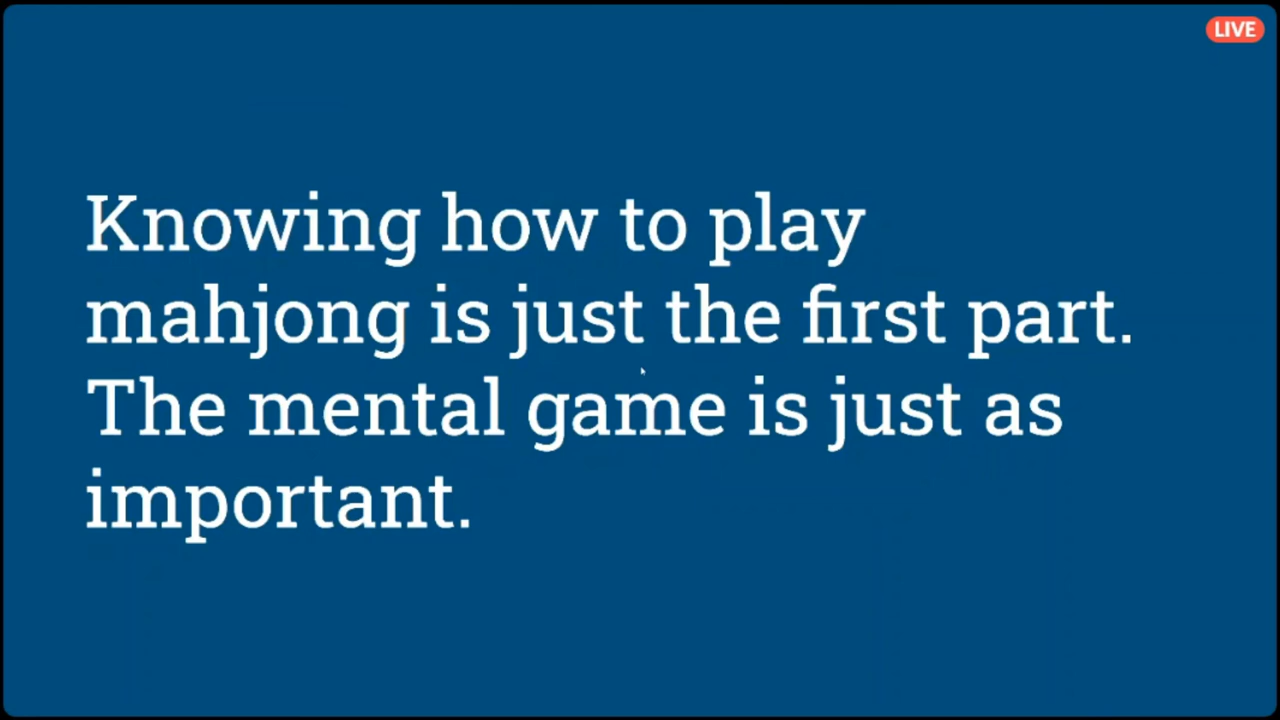 LIVE
Knowing how to play
mahjong is just the first part.
The mental game is just as
important.